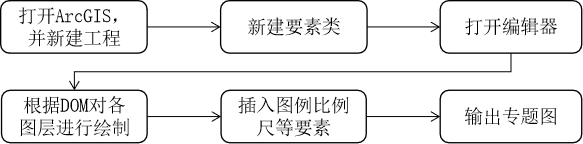 打开ArcGIS，
并新建工程
新建要素类
打开编辑器
根据DOM对各
图层进行绘制
插入图例比例
尺等要素
输出专题图